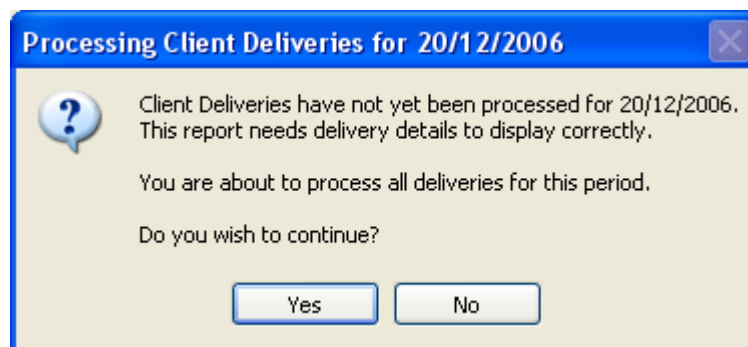 Processing Client Deliveries for 20/12/2006
Client Deliveries have not yet been processed for 20/12/2006.
This report needs delivery details to display correctly.
You are about to process all deliveries for this period.
Do you wish to continue?
Yes No